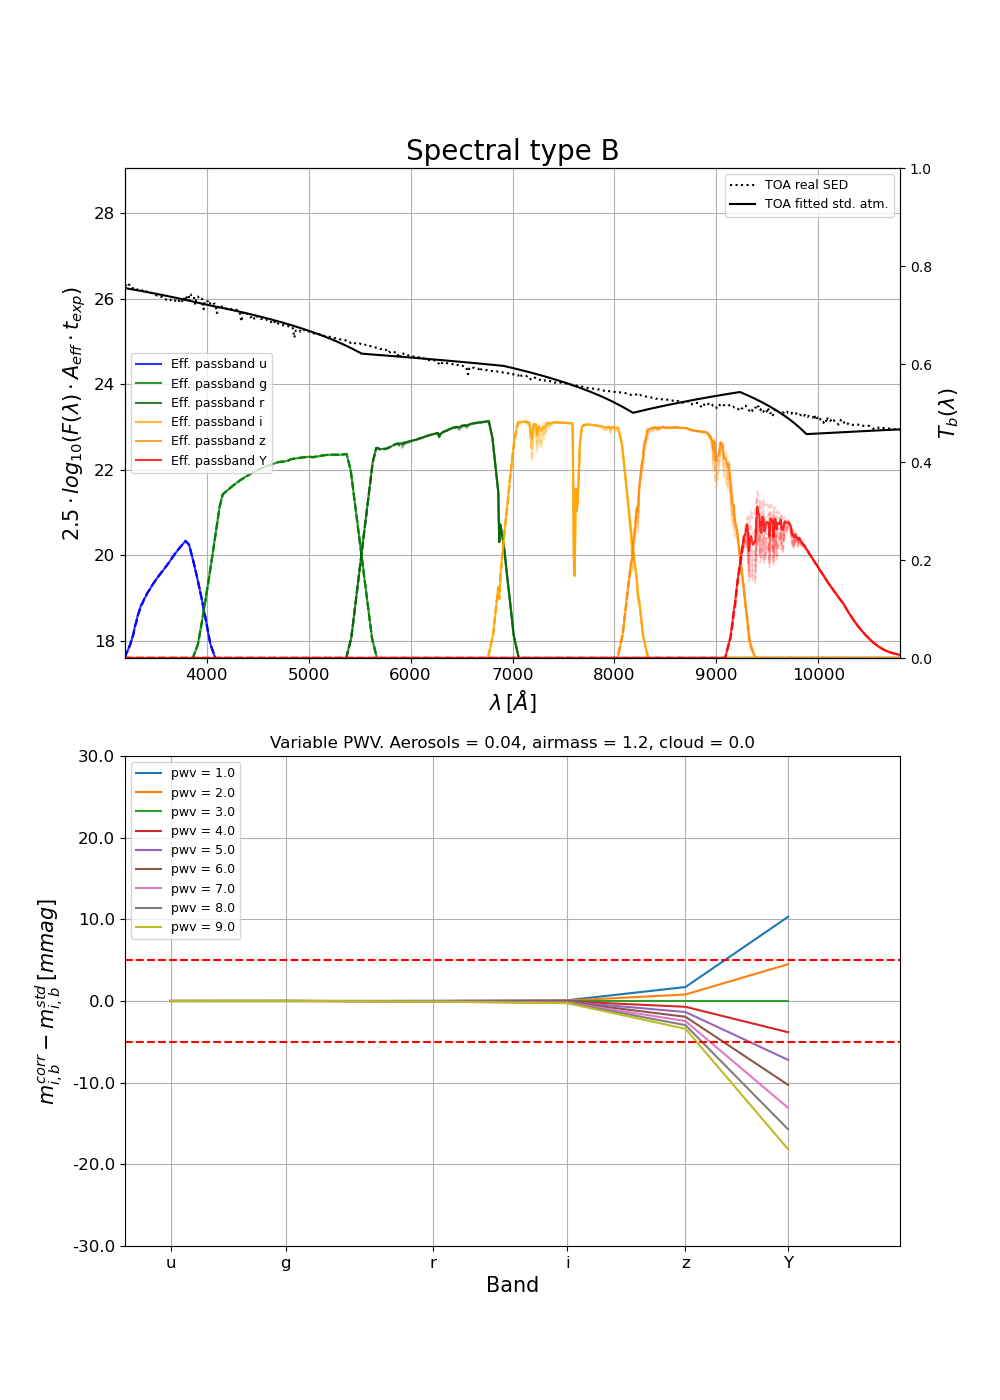 Spectral type B
TOA real SED
TOA fitted std. atm.
2.5 · log10(F(λ) · Aeff · texp)
28
26
24
22
20
18
Eff. passband u
Eff. passband g
Eff. passband r
Eff. passband i
Eff. passband z
Eff. passband Y
1.0
0.8
0.6
0.4
0.2
0.0
Tb(λ)
4000 5000 6000 7000 8000 9000 10000
λ [Å]
Variable PWV. Aerosols = 0.04, airmass = 1.2, cloud = 0.0
30.0
20.0
10.0
0.0
-10.0
-20.0
-30.0
pwv = 1.0
pwv = 2.0
pwv = 3.0
pwv = 4.0
pwv = 5.0
pwv = 6.0
pwv = 7.0
pwv = 8.0
pwv = 9.0
m_{i,b}^{corr} − m_{i,b}^{std} [mmag]
u g r i z Y
Band